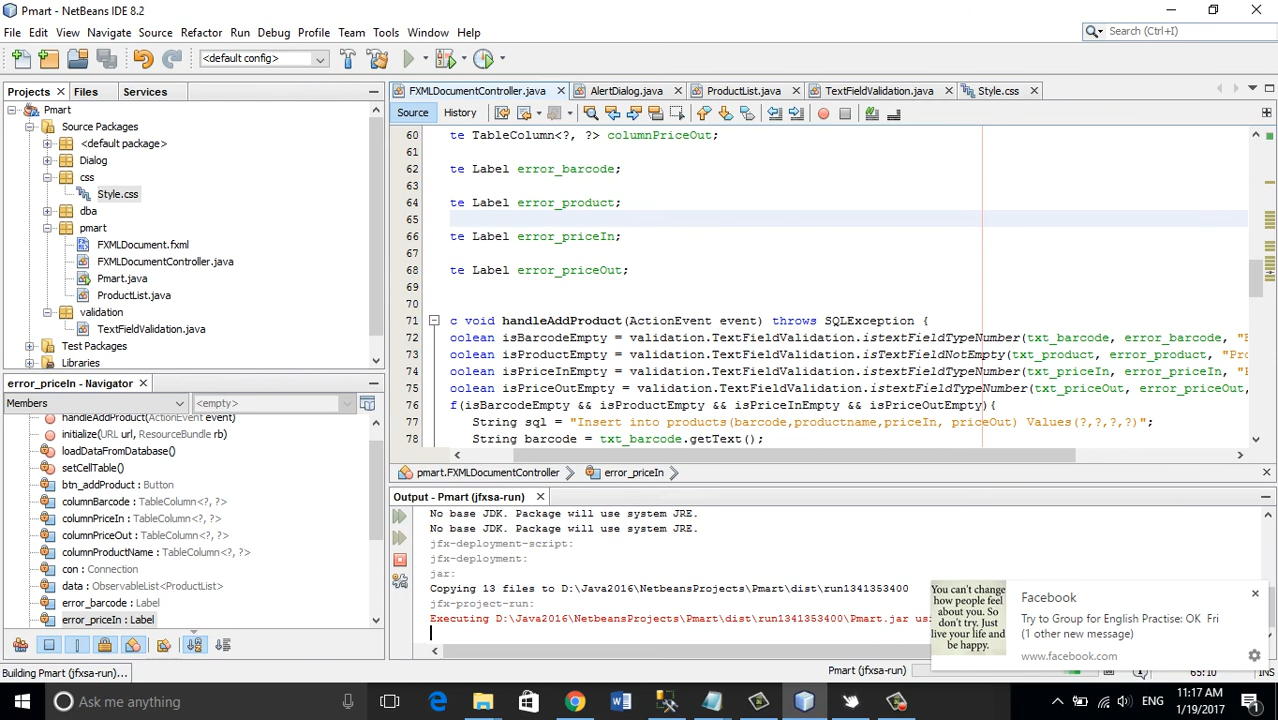 Pmart - NetBeans IDE 8.2
File Edit View Navigate Source Refactor Run Debug Profile Team Tools Window Help
Search (Ctrl+I)
<default config>
Projects Files Services
Pmart
Source Packages
<default package>
Dialog
css
Style.css
dba
pmart
FXMLDocument.fxml
FXMLDocumentController.java
Pmart.java
ProductList.java
validation
TextFieldValidation.java
Test Packages
Libraries
error_priceIn - Navigator
Members
<empty>
handleAddProduct(ActionEvent event)
initialize(URL url, ResourceBundle rb)
loadDataFromDatabase()
setCellTable()
btn_addProduct : Button
columnBarcode : TableColumn<?, ?>
columnPriceIn : TableColumn<?, ?>
columnPriceOut : TableColumn<?, ?>
columnProductName : TableColumn<?, ?>
con : Connection
data : ObservableList<ProductList>
error_barcode : Label
error_priceIn : Label
FXMLDocumentController.java AlertDialog.java ProductList.java TextFieldValidation.java Style.css
Source History
60 te TableColumn<?, ?> columnPriceOut;
61
62 te Label error_barcode;
63
64 te Label error_product;
65
66 te Label error_priceIn;
67
68 te Label error_priceOut;
69
70
71 c void handleAddProduct(ActionEvent event) throws SQLException {
72 oolean isBarcodeEmpty = validation.TextFieldValidation.istextFieldTypeNumber(txt_barcode, error_barcode, "B
73 oolean isProductEmpty = validation.TextFieldValidation.istextFieldNotEmpty(txt_product, error_product, "Pro
74 oolean isPriceInEmpty = validation.TextFieldValidation.istextFieldTypeNumber(txt_priceIn, error_priceIn, "P
75 oolean isPriceOutEmpty = validation.TextFieldValidation.istextFieldTypeNumber(txt_priceOut, error_priceOut,
76 f(isBarcodeEmpty && isProductEmpty && isPriceInEmpty && isPriceOutEmpty){
77 String sql = "Insert into products(barcode,productname,priceIn, priceOut) Values(?,?,?,?)";
78 String barcode = txt_barcode.getText();
pmart.FXMLDocumentController error_priceIn
Output - Pmart (jfxsa-run)
No base JDK. Package will use system JRE.
No base JDK. Package will use system JRE.
jfx-deployment-script:
jfx-deployment:
jar:
Copying 13 files to D:\Java2016\NetbeansProjects\Pmart\dist\run1341353400
jfx-project-run:
Executing D:\Java2016\NetbeansProjects\Pmart\dist\run1341353400\Pmart.jar usi
You can't change
how people feel
about you. So
don't try. Just
live your life and
be happy.
Facebook
Try to Group for English Practise: OK Fri
(1 other new message)
www.facebook.com
Building Pmart (jfxsa-run)...
Pmart (jfxsa-run)
65:10
INS
Ask me anything
11:17 AM
1/19/2017
1